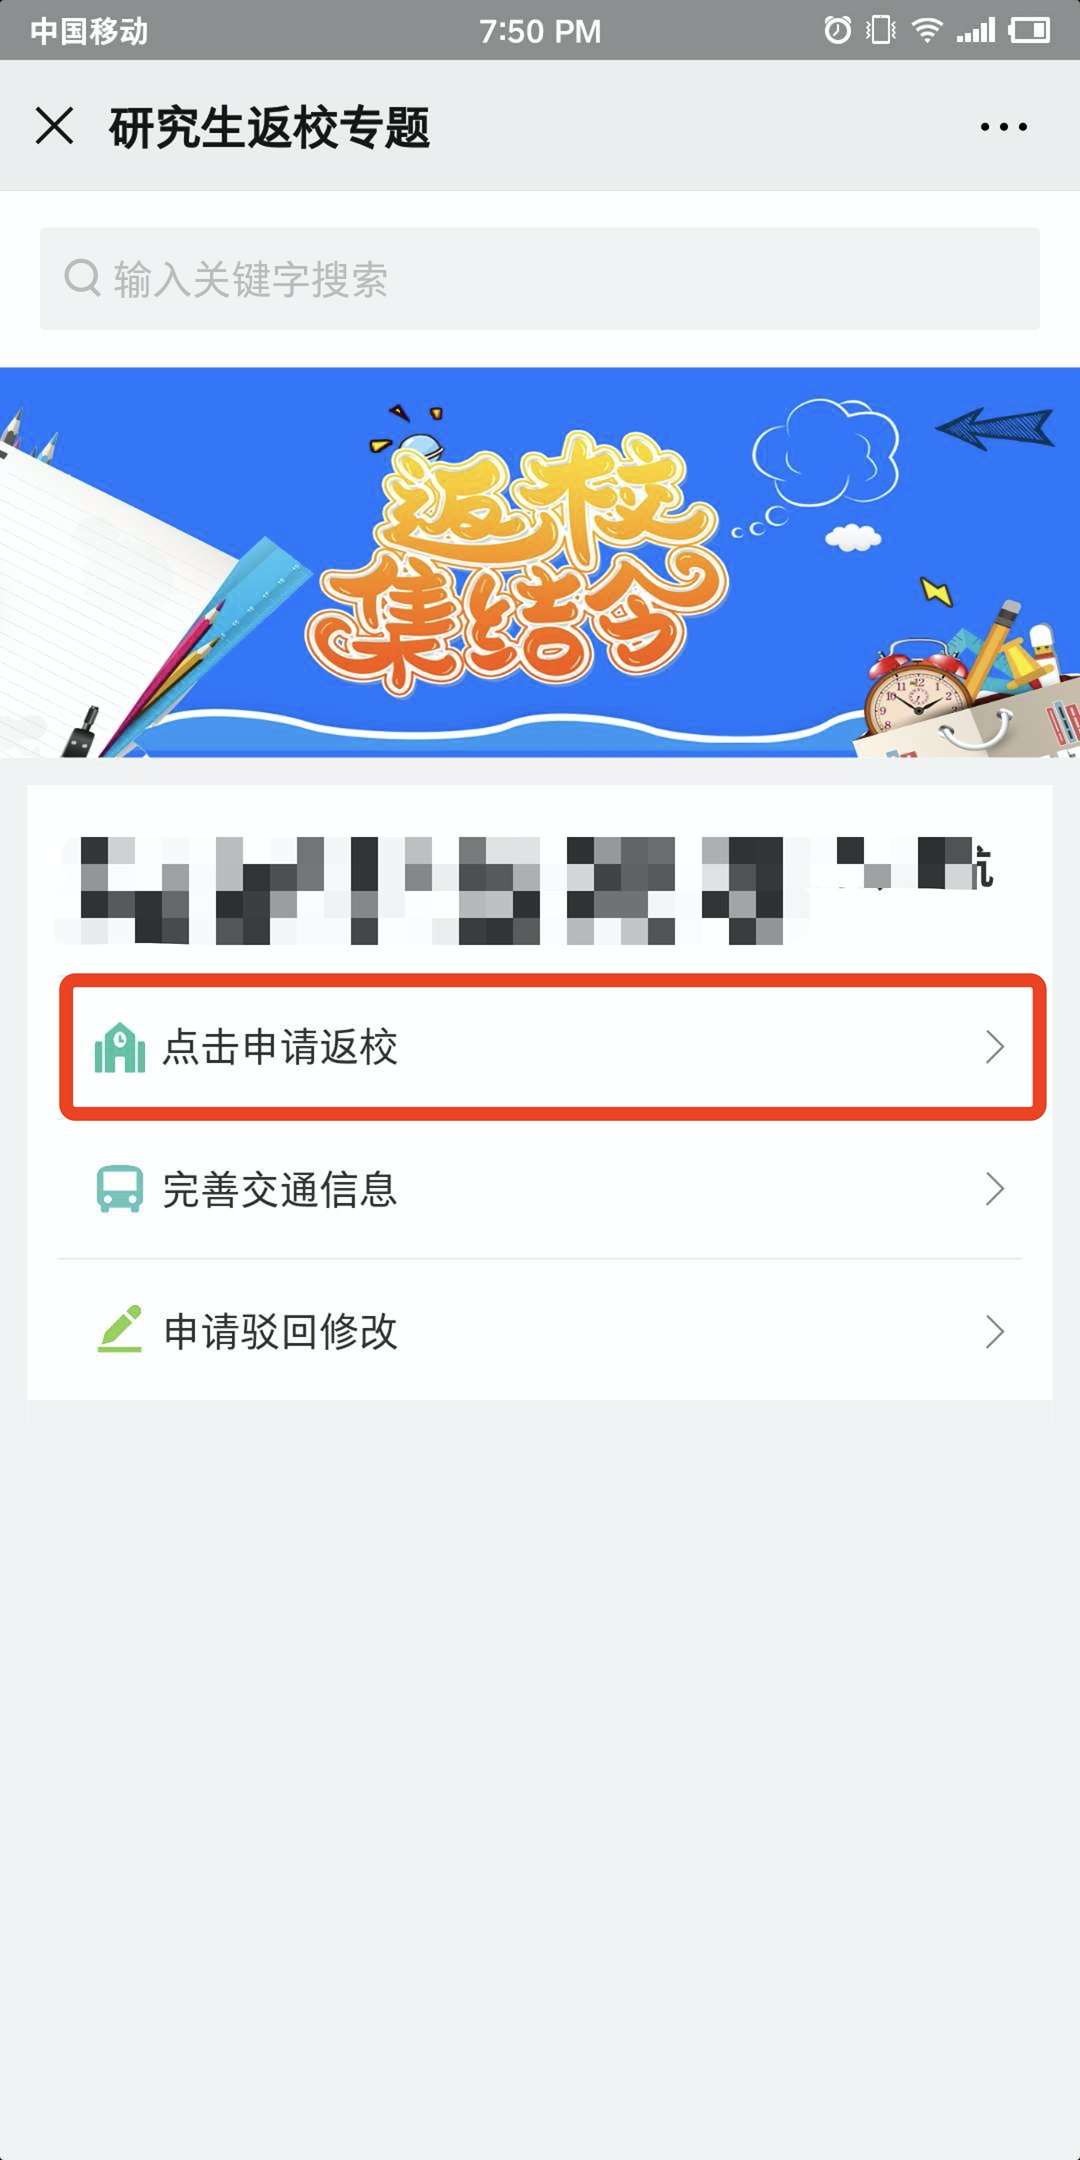 中国移动
7:50 PM
研究生返校专题
输入关键字搜索
返校
集结令
点击申请返校
完善交通信息
申请驳回修改